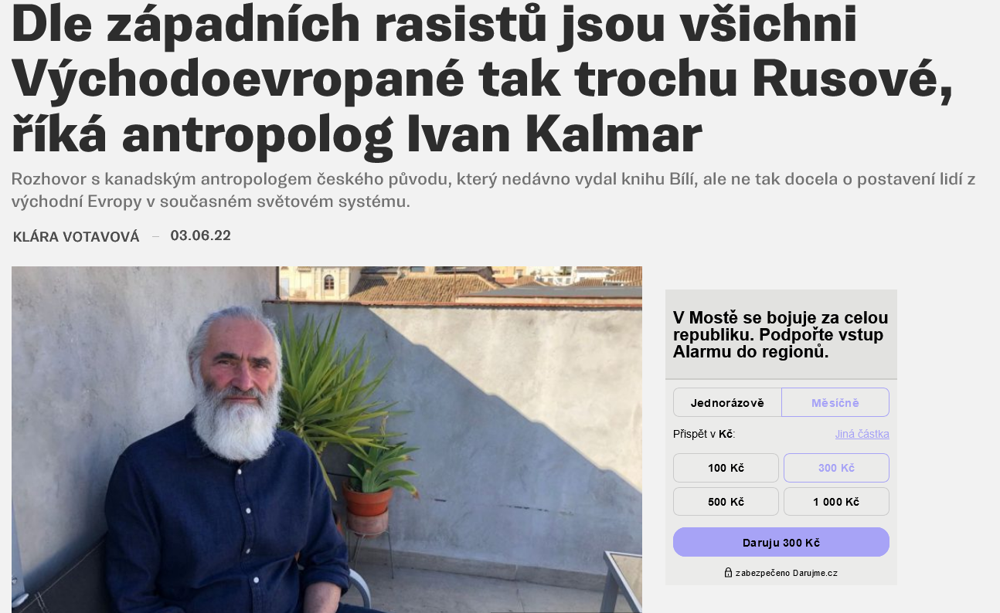 Dle západních rasistů jsou všichni
Východoevropané tak trochu Rusové,
říká antropolog Ivan Kalmar
Rozhovor s kanadským antropologem českého původu, který nedávno vydal knihu Bílí, ale ne tak docela o postavení lidí z
východní Evropy v současném světovém systému.
KLÁRA VOTAVOVÁ – 03.06.22
V Mostě se bojuje za celou
republiku. Podpořte vstup
Alarmu do regionů.
Jednorázově Měsíčně
Přispět v Kč: Jiná částka
100 Kč 300 Kč
500 Kč 1 000 Kč
Daruju 300 Kč
zabezpečeno Darujme.cz